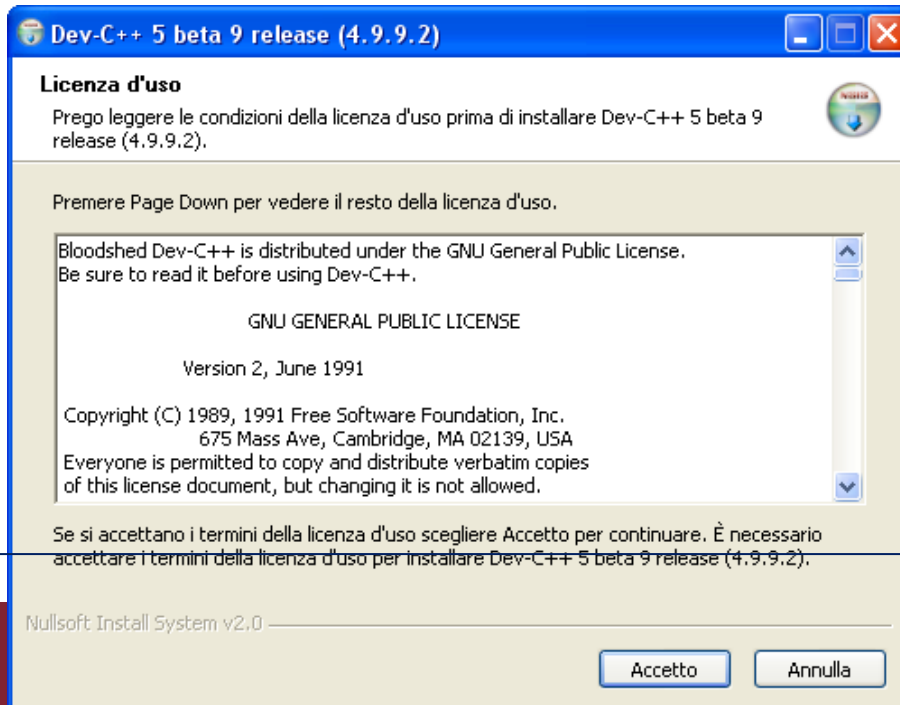 Dev-C++ 5 beta 9 release (4.9.9.2)
Licenza d'uso
Prego leggere le condizioni della licenza d'uso prima di installare Dev-C++ 5 beta 9
release (4.9.9.2).
Premere Page Down per vedere il resto della licenza d'uso.
Bloodshed Dev-C++ is distributed under the GNU General Public License.
Be sure to read it before using Dev-C++.
GNU GENERAL PUBLIC LICENSE
Version 2, June 1991
Copyright (C) 1989, 1991 Free Software Foundation, Inc.
675 Mass Ave, Cambridge, MA 02139, USA
Everyone is permitted to copy and distribute verbatim copies
of this license document, but changing it is not allowed.
Se si accettano i termini della licenza d'uso scegliere Accetto per continuare. È necessario
accettare i termini della licenza d'uso per installare Dev-C++ 5 beta 9 release (4.9.9.2).
Nullsoft Install System v2.0
Accetto Annulla